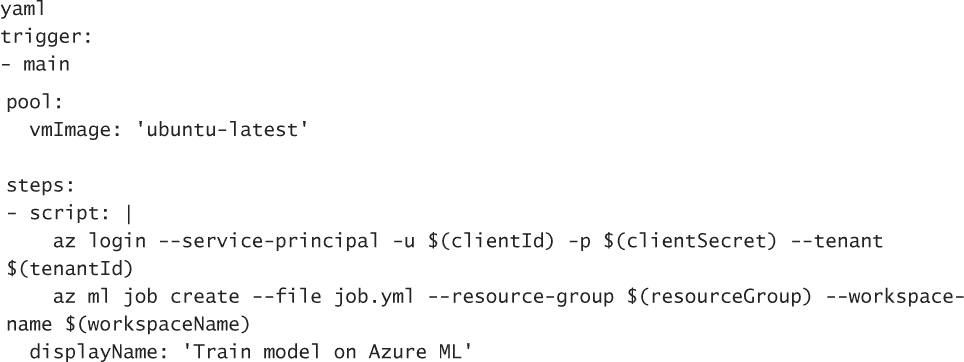 yaml
trigger:
- main
pool:
  vmImage: 'ubuntu-latest'

steps:
- script: |
    az login --service-principal -u $(clientId) -p $(clientSecret) --tenant
$(tenantId)
    az ml job create --file job.yml --resource-group $(resourceGroup) --workspace-
name $(workspaceName)
  displayName: 'Train model on Azure ML'